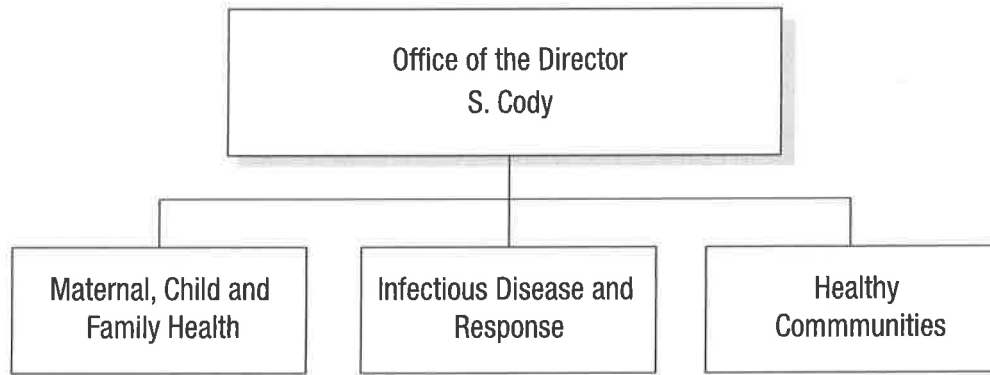 Office of the Director
S. Cody
Maternal, Child and
Family Health
Infectious Disease and
Response
Healthy
Commmunities